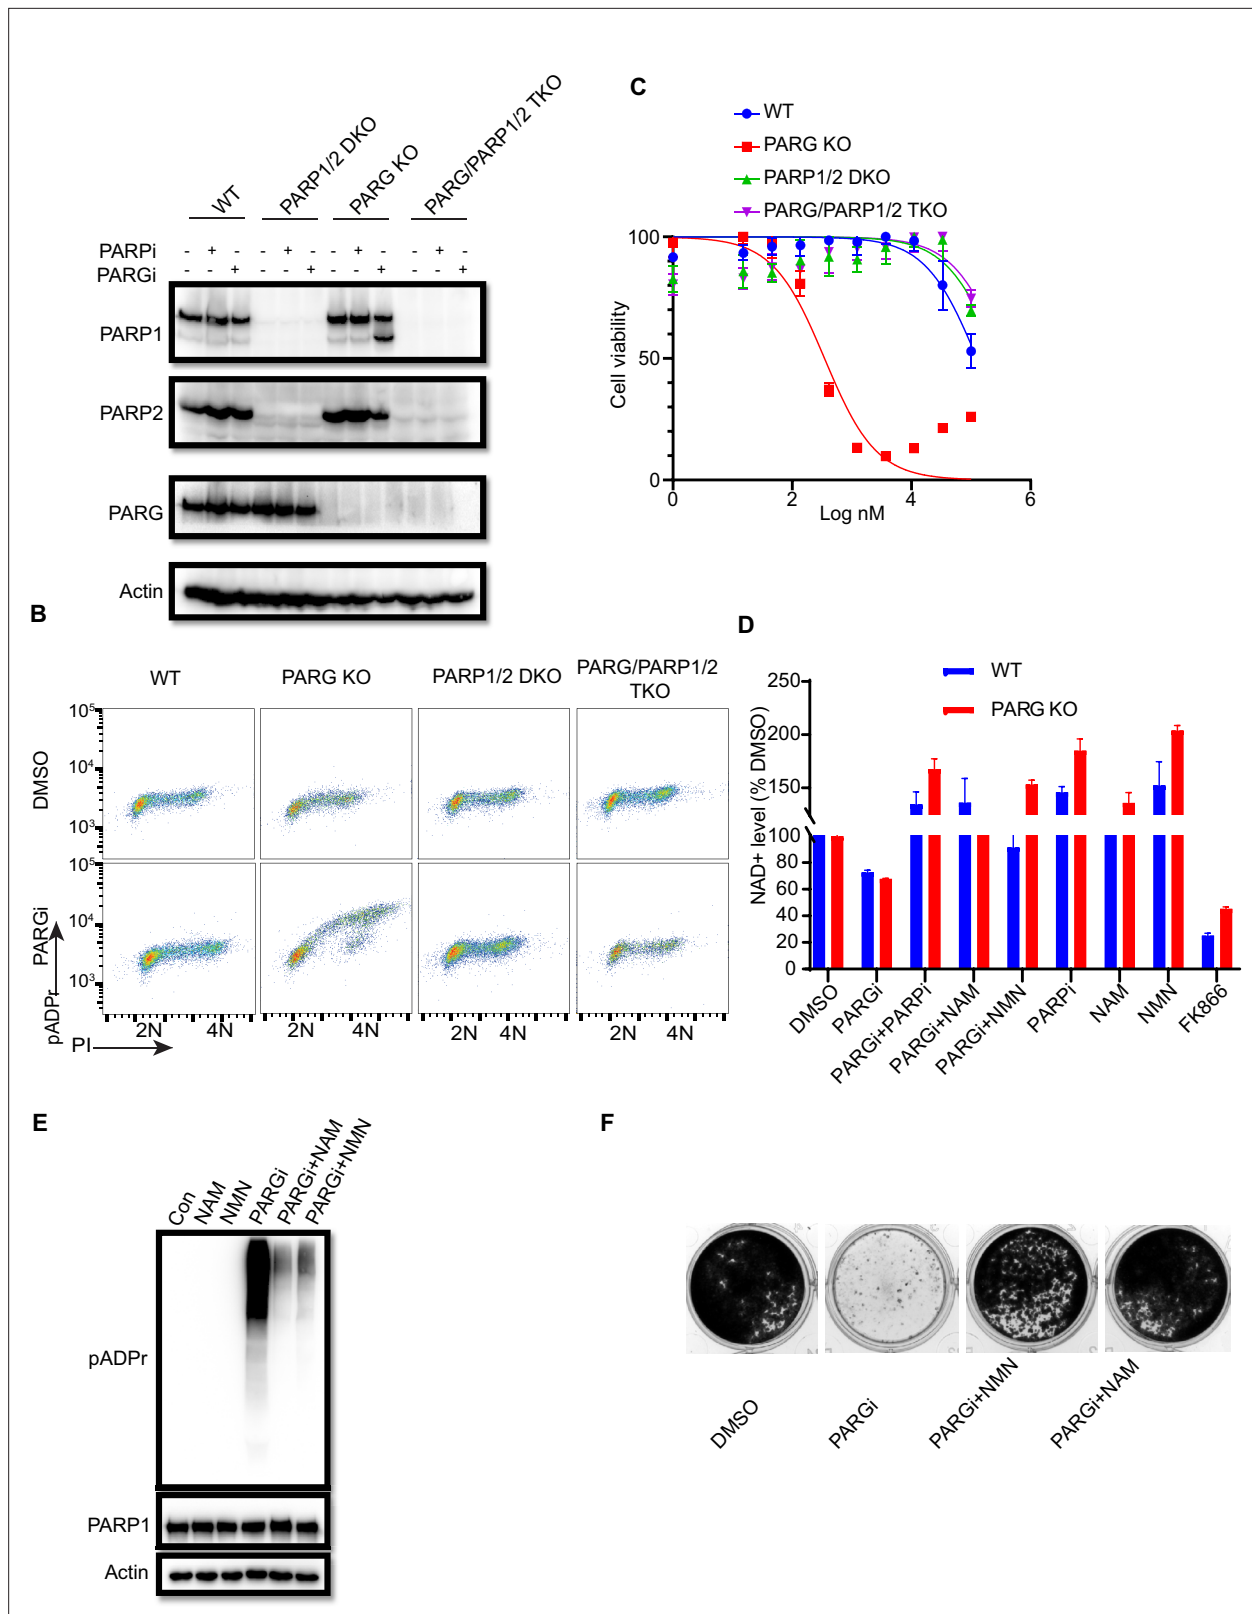 WT
PARP1/2 DKO
PARG KO
PARG/PARP1/2 TKO
PARPi - + - - + - - + - - + -
PARGi - - + - - + - - + - - +
PARP1
PARP2
PARG
Actin
C
WT
PARG KO
PARP1/2 DKO
PARG/PARP1/2 TKO
Cell viability
100
50
0
0 2 4 6
Log nM
B
WT
PARG KO
PARP1/2 DKO
PARG/PARP1/2
TKO
DMSO
10⁵
10⁴
10³
PARGi
10⁵
10⁴
10³
pADPr
PI
2N 4N 2N 4N 2N 4N 2N 4N
D
WT
PARG KO
NAD+ level (% DMSO)
250
200
150
100
80
60
40
20
0
DMSO
PARGi
PARGi+PARPi
PARGi+NAM
PARGi+NMN
PARPi
NAM
NMN
FK866
E
Con
NAM
NMN
PARGi
PARGi+NAM
PARGi+NMN
pADPr
PARP1
Actin
F
DMSO
PARGi
PARGi+NMN
PARGi+NAM